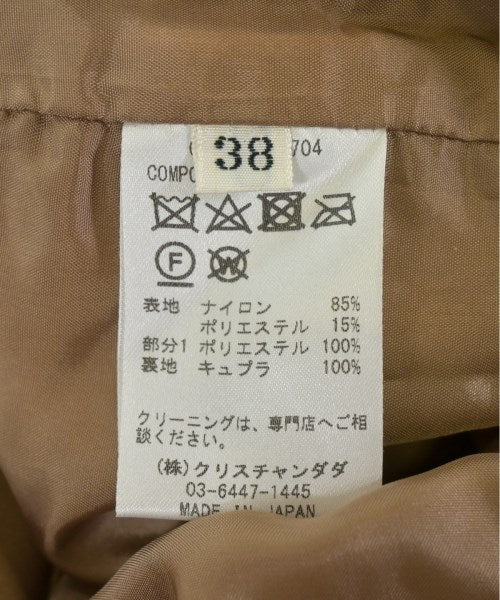 38
704
COMPO
F
W
表地 ナイロン 85%
ポリエステル 15%
部分1 ポリエステル 100%
裏地 キュプラ 100%
クリーニングは、専門店へご相
談ください。
(株)クリスチャンダダ
03-6447-1445
MADE IN JAPAN